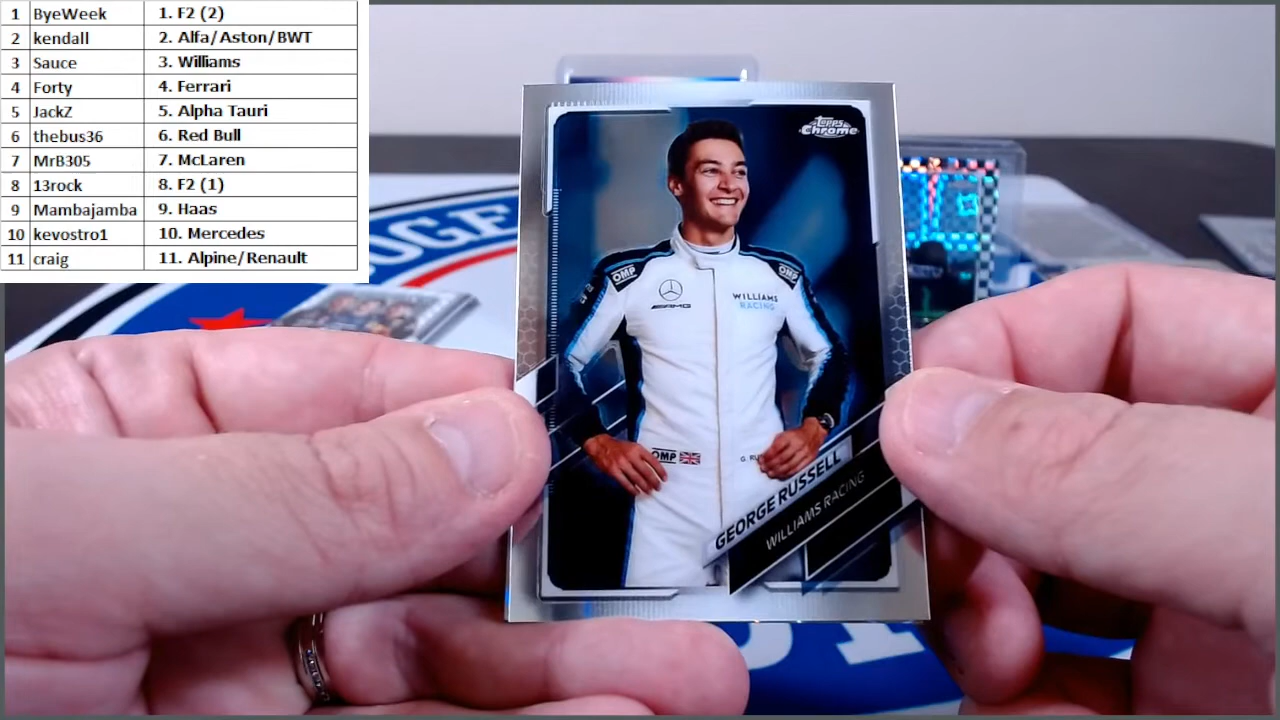 1 ByeWeek 1. F2 (2)
2 kendall 2. Alfa/Aston/BWT
3 Sauce 3. Williams
4 Forty 4. Ferrari
5 JackZ 5. Alpha Tauri
6 thebus36 6. Red Bull
7 MrB305 7. McLaren
8 13rock 8. F2 (1)
9 Mambajamba 9. Haas
10 kevostro1 10. Mercedes
11 craig 11. Alpine/Renault
Topps
Chrome
OMP
OMP
AMG
WILLIAMS
RACING
OMP
GEORGE RUSSELL
WILLIAMS RACING